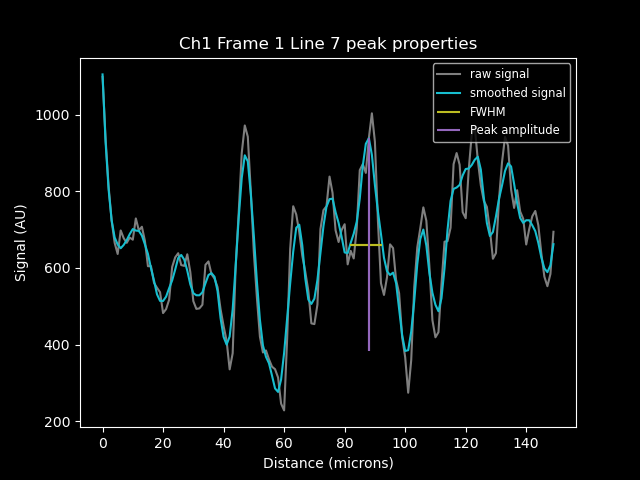 Ch1 Frame 1 Line 7 peak properties
raw signal
smoothed signal
FWHM
Peak amplitude
Signal (AU)
1000
800
600
400
200
0 20 40 60 80 100 120 140
Distance (microns)